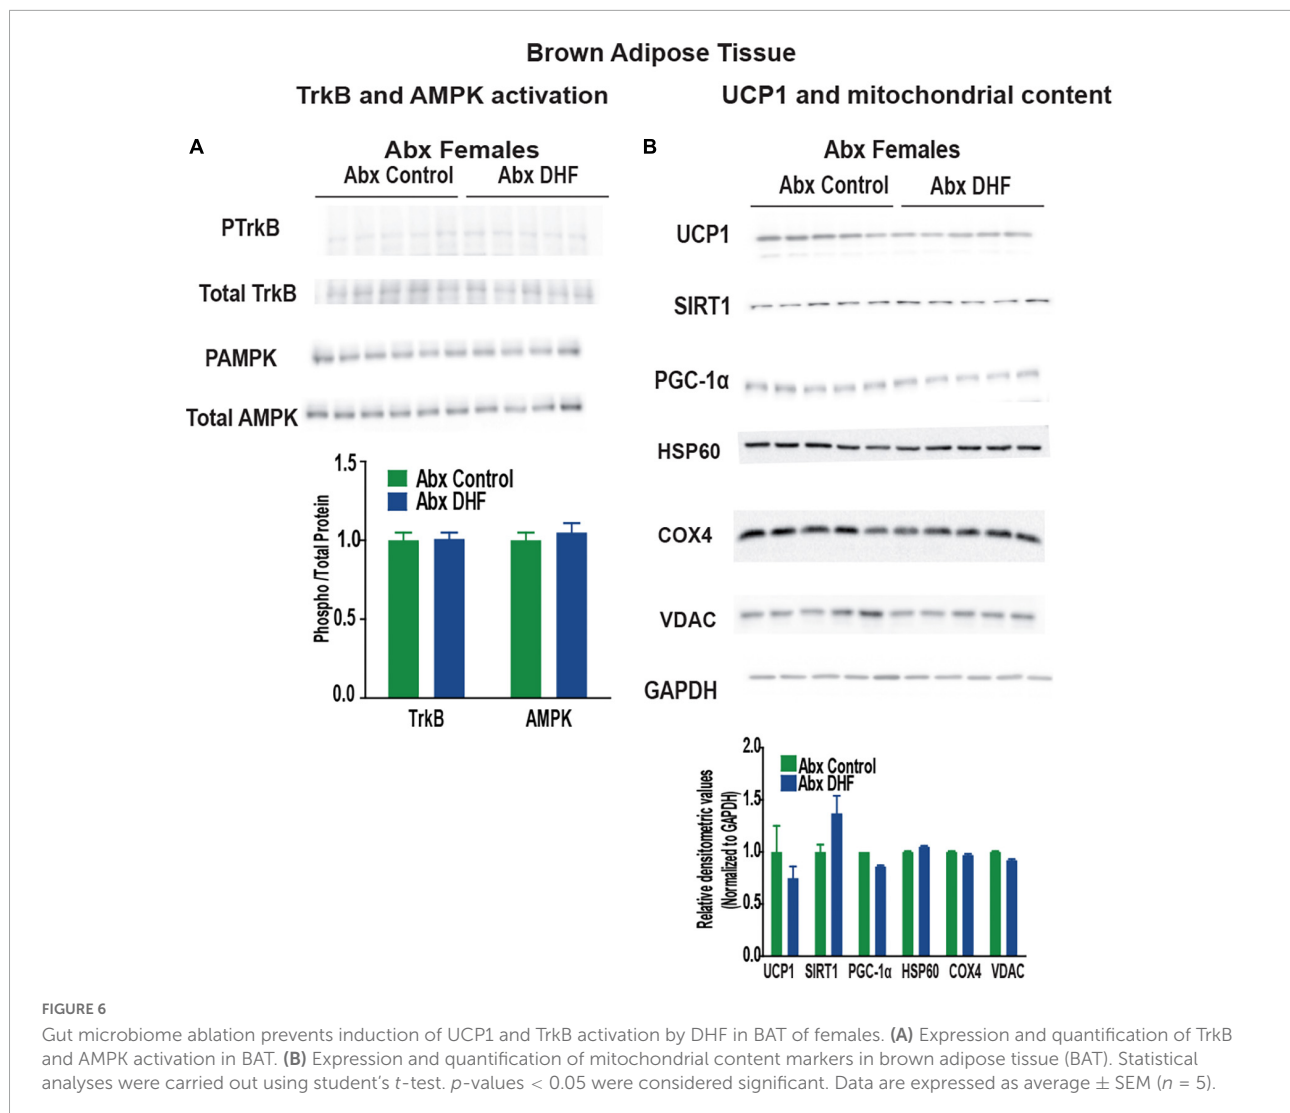 Brown Adipose Tissue
TrkB and AMPK activation
UCP1 and mitochondrial content
A
Abx Females
Abx Control
Abx DHF
PTrkB
Total TrkB
PAMPK
Total AMPK
1.5
1.0
0.5
0.0
Phospho /Total Protein
Abx Control
Abx DHF
TrkB
AMPK
B
Abx Females
Abx Control
Abx DHF
UCP1
SIRT1
PGC-1α
HSP60
COX4
VDAC
GAPDH
2.0
1.5
1.0
0.5
0.0
Relative densitometric values
(Normalized to GAPDH)
Abx Control
Abx DHF
UCP1
SIRT1
PGC-1α
HSP60
COX4
VDAC
FIGURE 6
Gut microbiome ablation prevents induction of UCP1 and TrkB activation by DHF in BAT of females. (A) Expression and quantification of TrkB
and AMPK activation in BAT. (B) Expression and quantification of mitochondrial content markers in brown adipose tissue (BAT). Statistical
analyses were carried out using student's t-test. p-values < 0.05 were considered significant. Data are expressed as average ± SEM (n = 5).